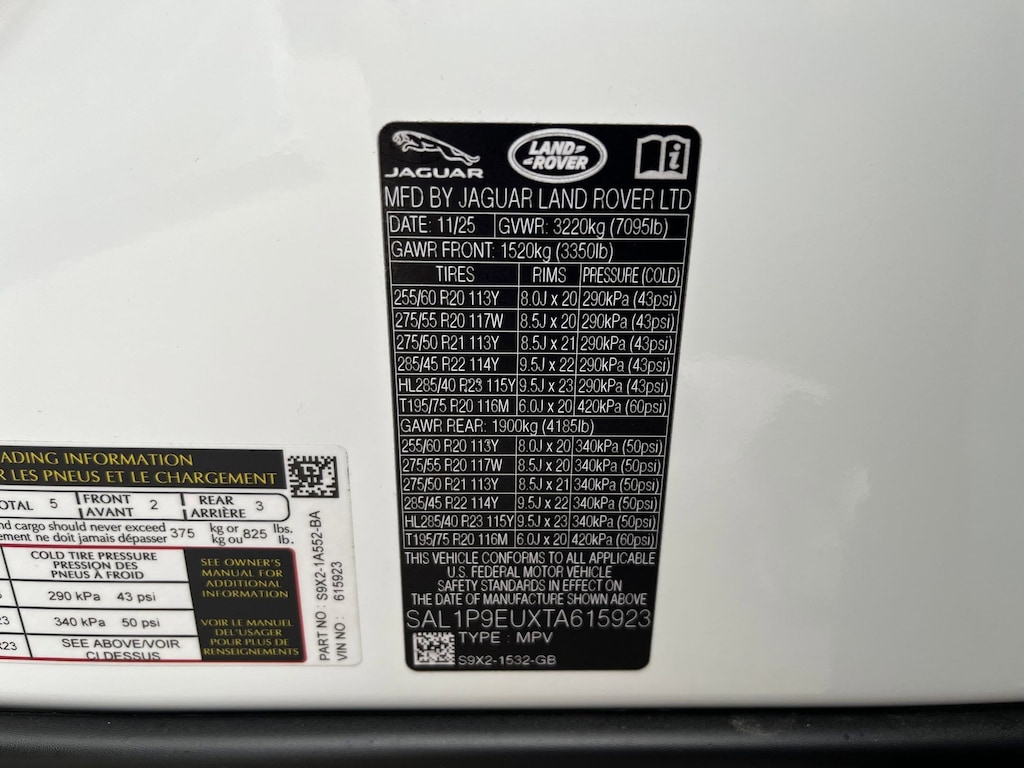 JAGUAR
LAND-
-ROVER
MFD BY JAGUAR LAND ROVER LTD
DATE: 11/25 GVWR: 3220kg (7095lb)
GAWR FRONT: 1520kg (3350lb)
TIRES RIMS PRESSURE (COLD)
255/60 R20 113Y 8.0J x 20 290kPa (43psi)
275/55 R20 117W 8.5J x 20 290kPa (43psi)
275/50 R21 113Y 8.5J x 21 290kPa (43psi)
285/45 R22 114Y 9.5J x 22 290kPa (43psi)
HL285/40 R23 115Y 9.5J x 23 290kPa (43psi)
T195/75 R20 116M 6.0J x 20 420kPa (60psi)
GAWR REAR: 1900kg (4185lb)
255/60 R20 113Y 8.0J x 20 340kPa (50psi)
275/55 R20 117W 8.5J x 20 340kPa (50psi)
275/50 R21 113Y 8.5J x 21 340kPa (50psi)
285/45 R22 114Y 9.5J x 22 340kPa (50psi)
HL285/40 R23 115Y 9.5J x 23 340kPa (50psi)
T195/75 R20 116M 6.0J x 20 420kPa (60psi)
THIS VEHICLE CONFORMS TO ALL APPLICABLE
U.S. FEDERAL MOTOR VEHICLE
SAFETY STANDARDS IN EFFECT ON
THE DATE OF MANUFACTURE SHOWN ABOVE
SAL1P9EUXTA615923
TYPE : MPV
S9X2-1532-GB
ADING INFORMATION
R LES PNEUS ET LE CHARGEMENT
OTAL 5 FRONT 2 REAR 3
AVANT ARRIÈRE
nd cargo should never exceed 375 kg or 825 lbs.
ement ne doit jamais dépasser kg ou lb.
COLD TIRE PRESSURE
PRESSION DES
PNEUS À FROID
290 kPa 43 psi
340 kPa 50 psi
SEE ABOVE/VOIR
CI DESSUS
SEE OWNER'S
MANUAL FOR
ADDITIONAL
INFORMATION
VOIR LE MANUEL
DEL'USAGER
POUR PLUS DE
RENSEIGNEMENTS
PART NO : S9X2-1A552-BA
VIN NO : 615923